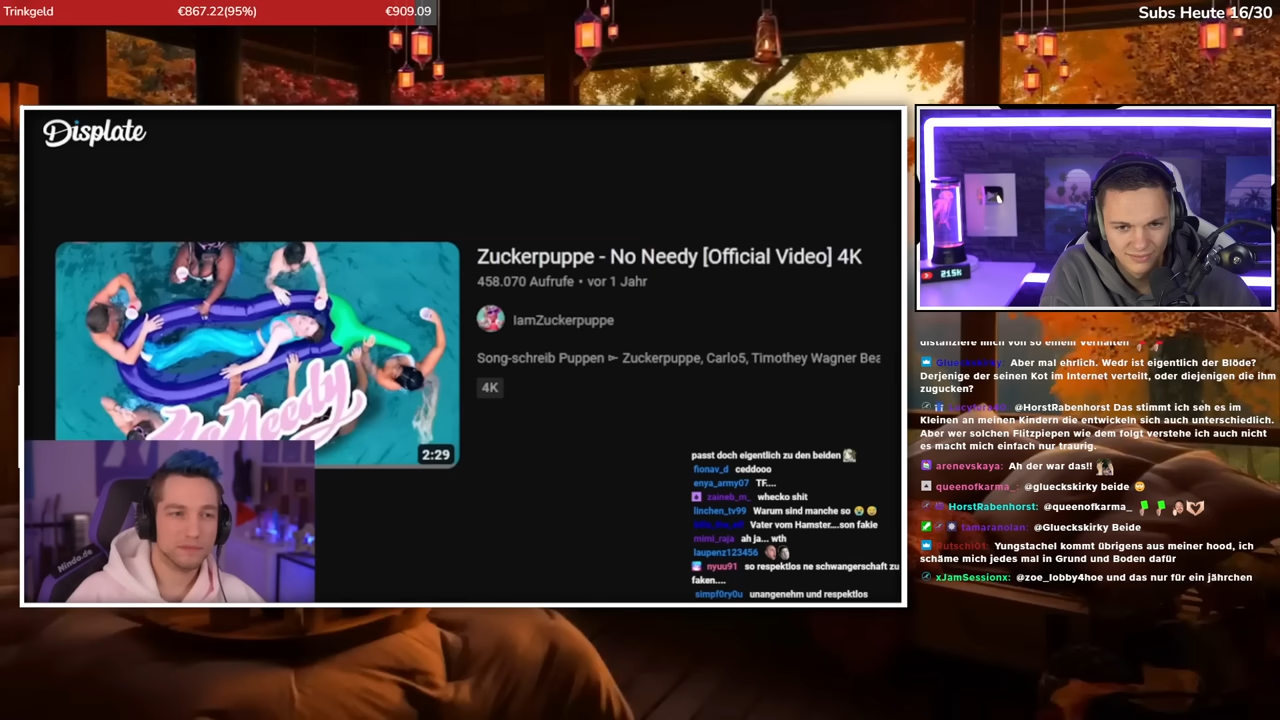 Trinkgeld €867.22(95%) €909.09
Subs Heute 16/30
Displate
Zuckerpuppe - No Needy [Official Video] 4K
458.070 Aufrufe • vor 1 Jahr
IamZuckerpuppe
Song-schreib Puppen ➳ Zuckerpuppe, Carlo5, Timothey Wagner Bea
4K
No Needy
2:29
Nindo.de
passt doch eigentlich zu den beiden
fionav_d ceddooo
enya_army07 TF....
zaineb_m_ whecko shit
linchen_tv99 Warum sind manche so
Vater vom Hamster....son fakie
mimi_raja ah ja... wth
laupenz123456
nyuu91 so respektlos ne schwangerschaft zu
faken....
simpf0ry0u unangenehm und respektlos
215k
distanziere mich von so einem verhalten
Glueckskirky: Aber mal ehrlich. Wedr ist eigentlich der Blöde?
Derjenige der seinen Kot im Internet verteilt, oder diejenigen die ihm
zugucken?
@HorstRabenhorst Das stimmt ich seh es im
Kleinen an meinen Kindern die entwickeln sich auch unterschiedlich.
Aber wer solchen Flitzpiepen wie dem folgt verstehe ich auch nicht
es macht mich einfach nur traurig.
arenevskaya: Ah der war das!!
queenofkarma_: @glueckskirky beide
HorstRabenhorst: @queenofkarma_
tamaranolan: @Glueckskirky Beide
Rutschi01: Yungstachel kommt übrigens aus meiner hood, ich
schäme mich jedes mal in Grund und Boden dafür
xJamSessionx: @zoe_lobby4hoe und das nur für ein jährchen